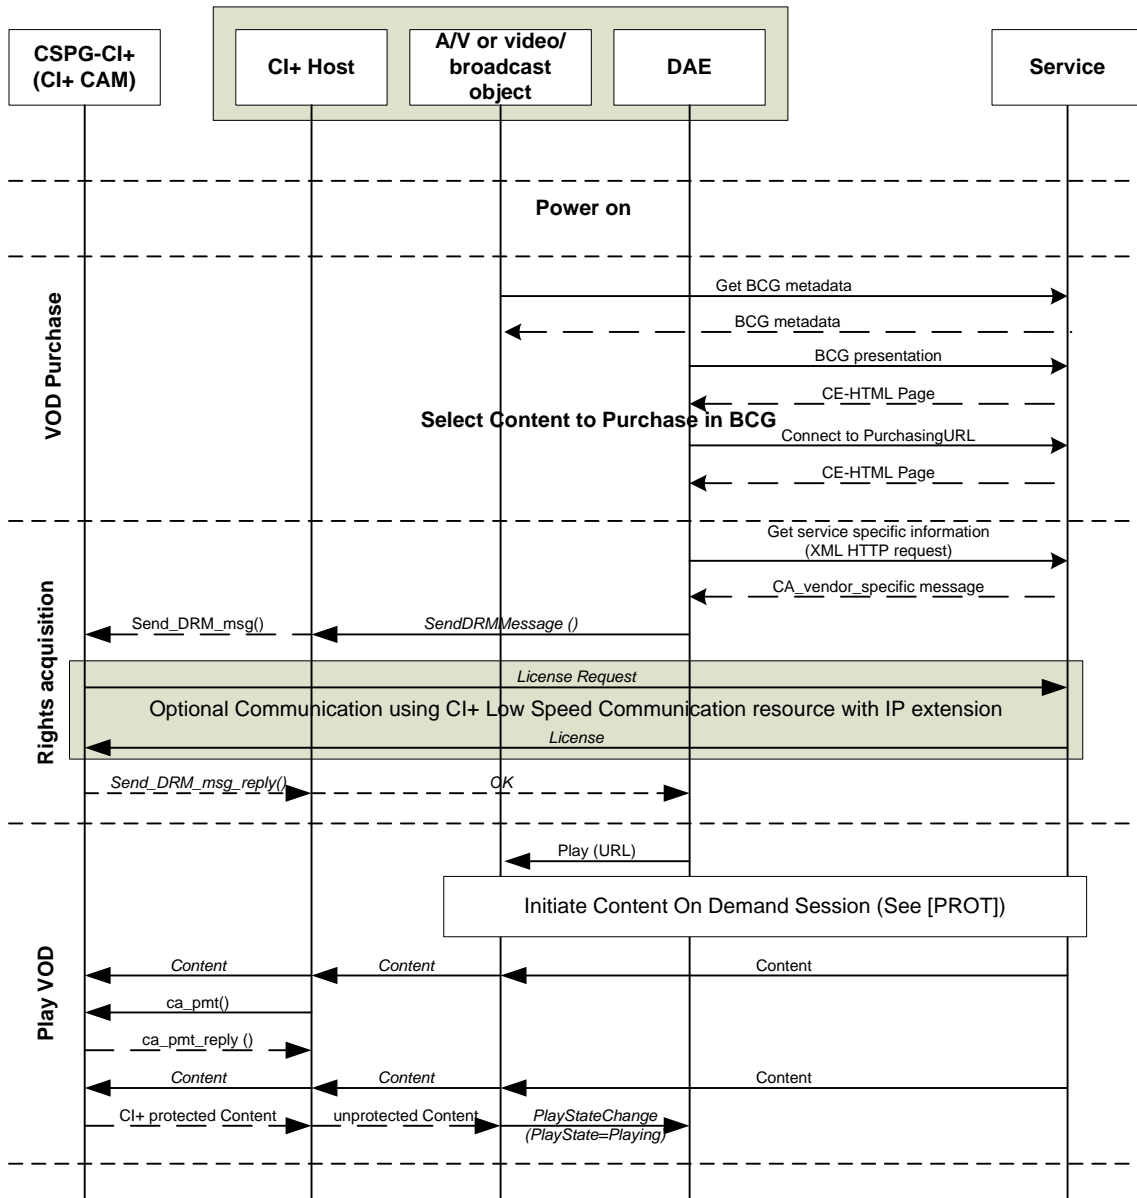 CSPG-CI+
(CI+ CAM)
CI+ Host
A/V or video/
broadcast
object
DAE
Service
Power on
VOD Purchase
Get BCG metadata
BCG metadata
BCG presentation
CE-HTML Page
Select Content to Purchase in BCG
Connect to PurchasingURL
CE-HTML Page
Rights acquisition
Get service specific information
(XML HTTP request)
CA_vendor_specific message
Send_DRM_msg()
SendDRMMessage ()
License Request
Optional Communication using CI+ Low Speed Communication resource with IP extension
License
Send_DRM_msg_reply()
OK
Play VOD
Play (URL)
Initiate Content On Demand Session (See [PROT])
Content
Content
Content
ca_pmt()
ca_pmt_reply ()
Content
Content
Content
CI+ protected Content
unprotected Content
PlayStateChange
(PlayState=Playing)